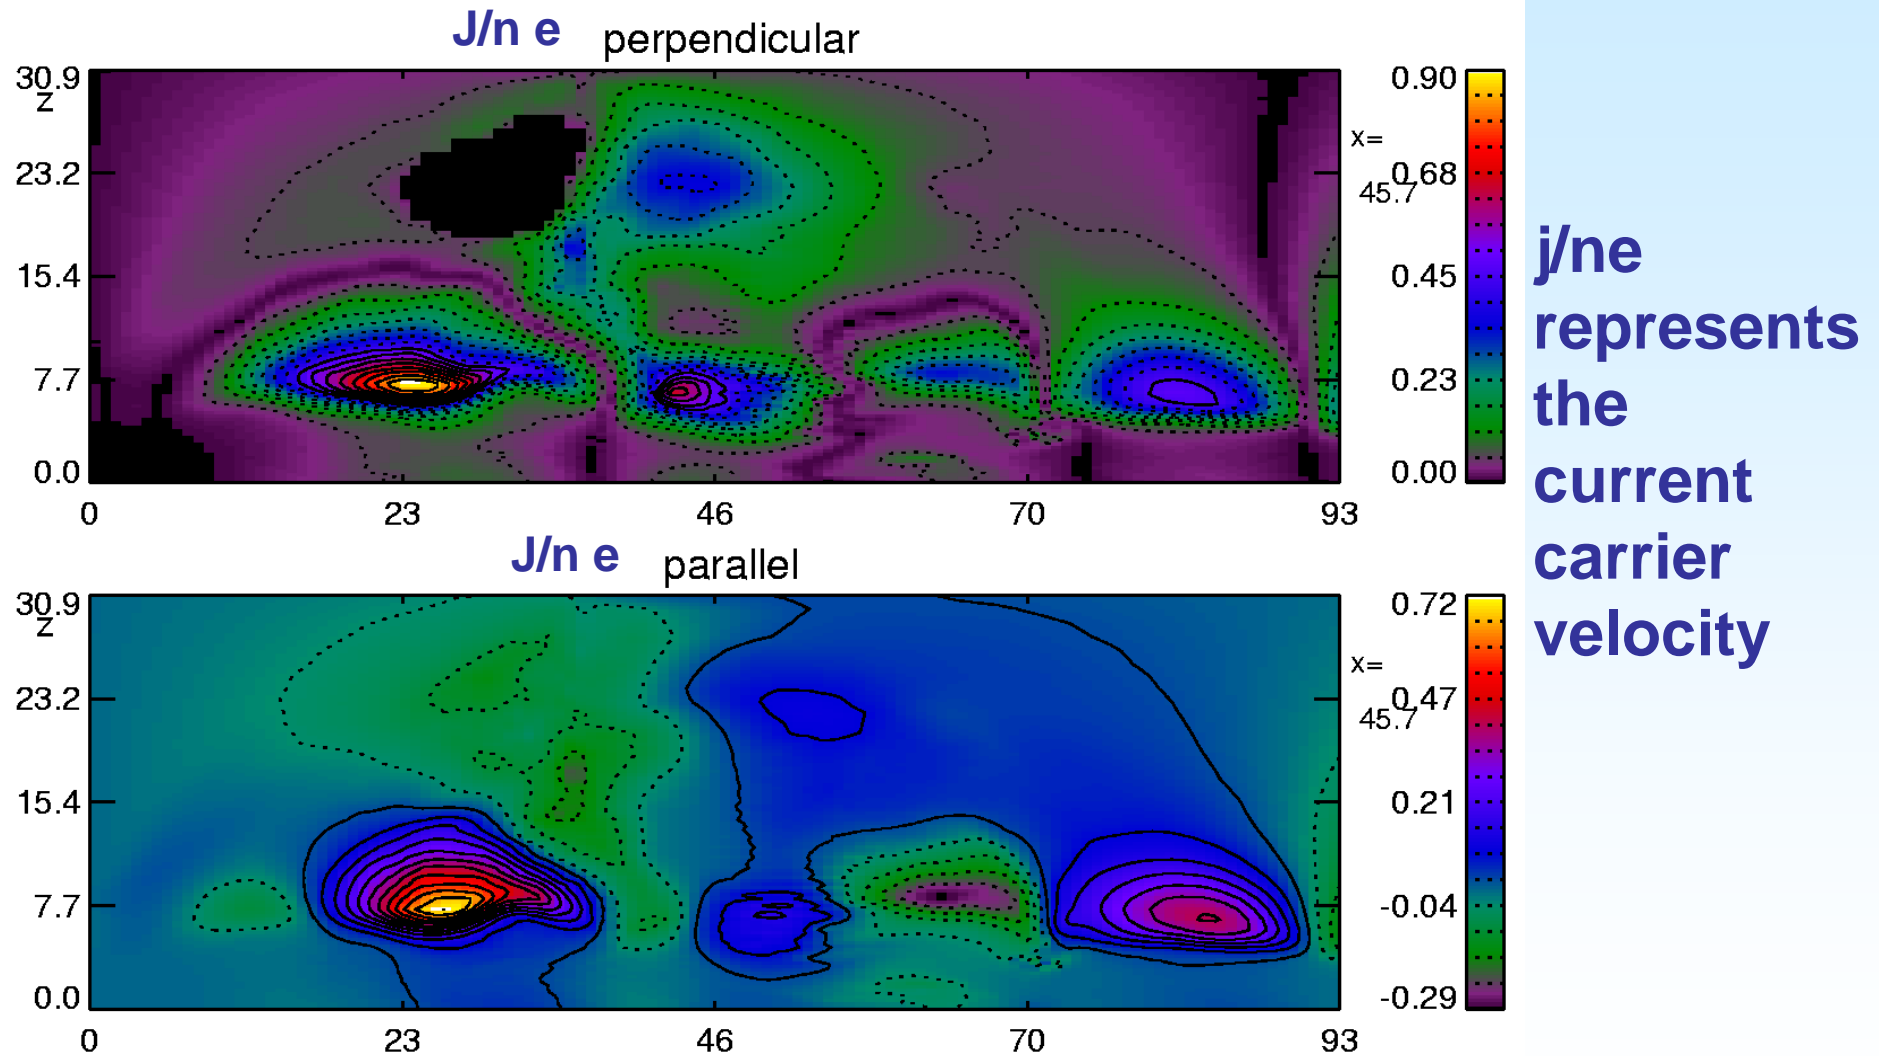 J/n e perpendicular
30.9
z
23.2
15.4
7.7
0.0
0 23 46 70 93
x=
45.7
0.90
0.68
0.45
0.23
0.00
J/n e parallel
30.9
z
23.2
15.4
7.7
0.0
0 23 46 70 93
x=
45.7
0.72
0.47
0.21
-0.04
-0.29
j/ne
represents
the
current
carrier
velocity